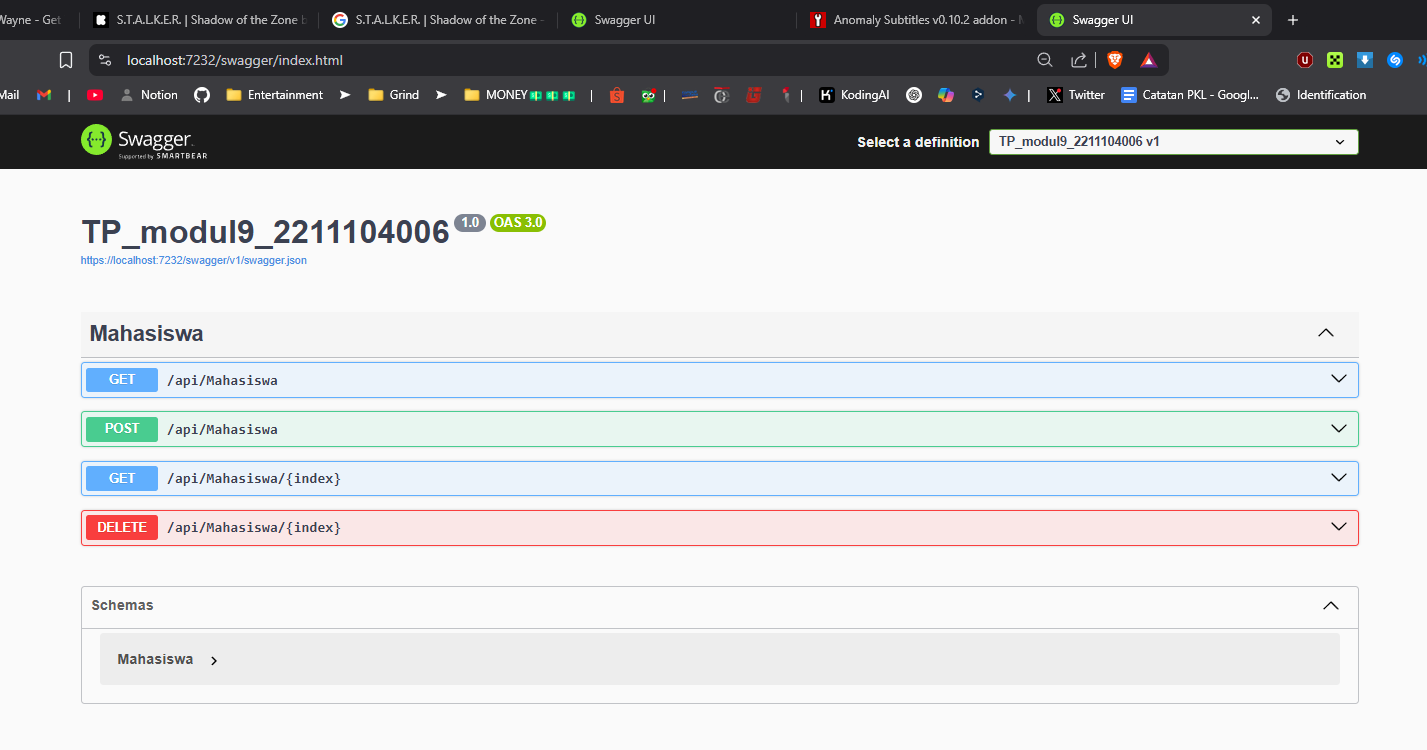 Wayne - Get
S.T.A.L.K.E.R. | Shadow of the Zone b
S.T.A.L.K.E.R. | Shadow of the Zone -
Swagger UI
Anomaly Subtitles v0.10.2 addon - M
Swagger UI
localhost:7232/swagger/index.html
Mail
|
Notion
Entertainment
Grind
MONEY
|
|
|
KodingAI
|
Twitter
Catatan PKL - Googl...
Identification
Swagger
Supported by SMARTBEAR
Select a definition
TP_modul9_2211104006 v1
TP_modul9_2211104006 1.0 OAS 3.0
https://localhost:7232/swagger/v1/swagger.json
Mahasiswa
GET /api/Mahasiswa
POST /api/Mahasiswa
GET /api/Mahasiswa/{index}
DELETE /api/Mahasiswa/{index}
Schemas
Mahasiswa